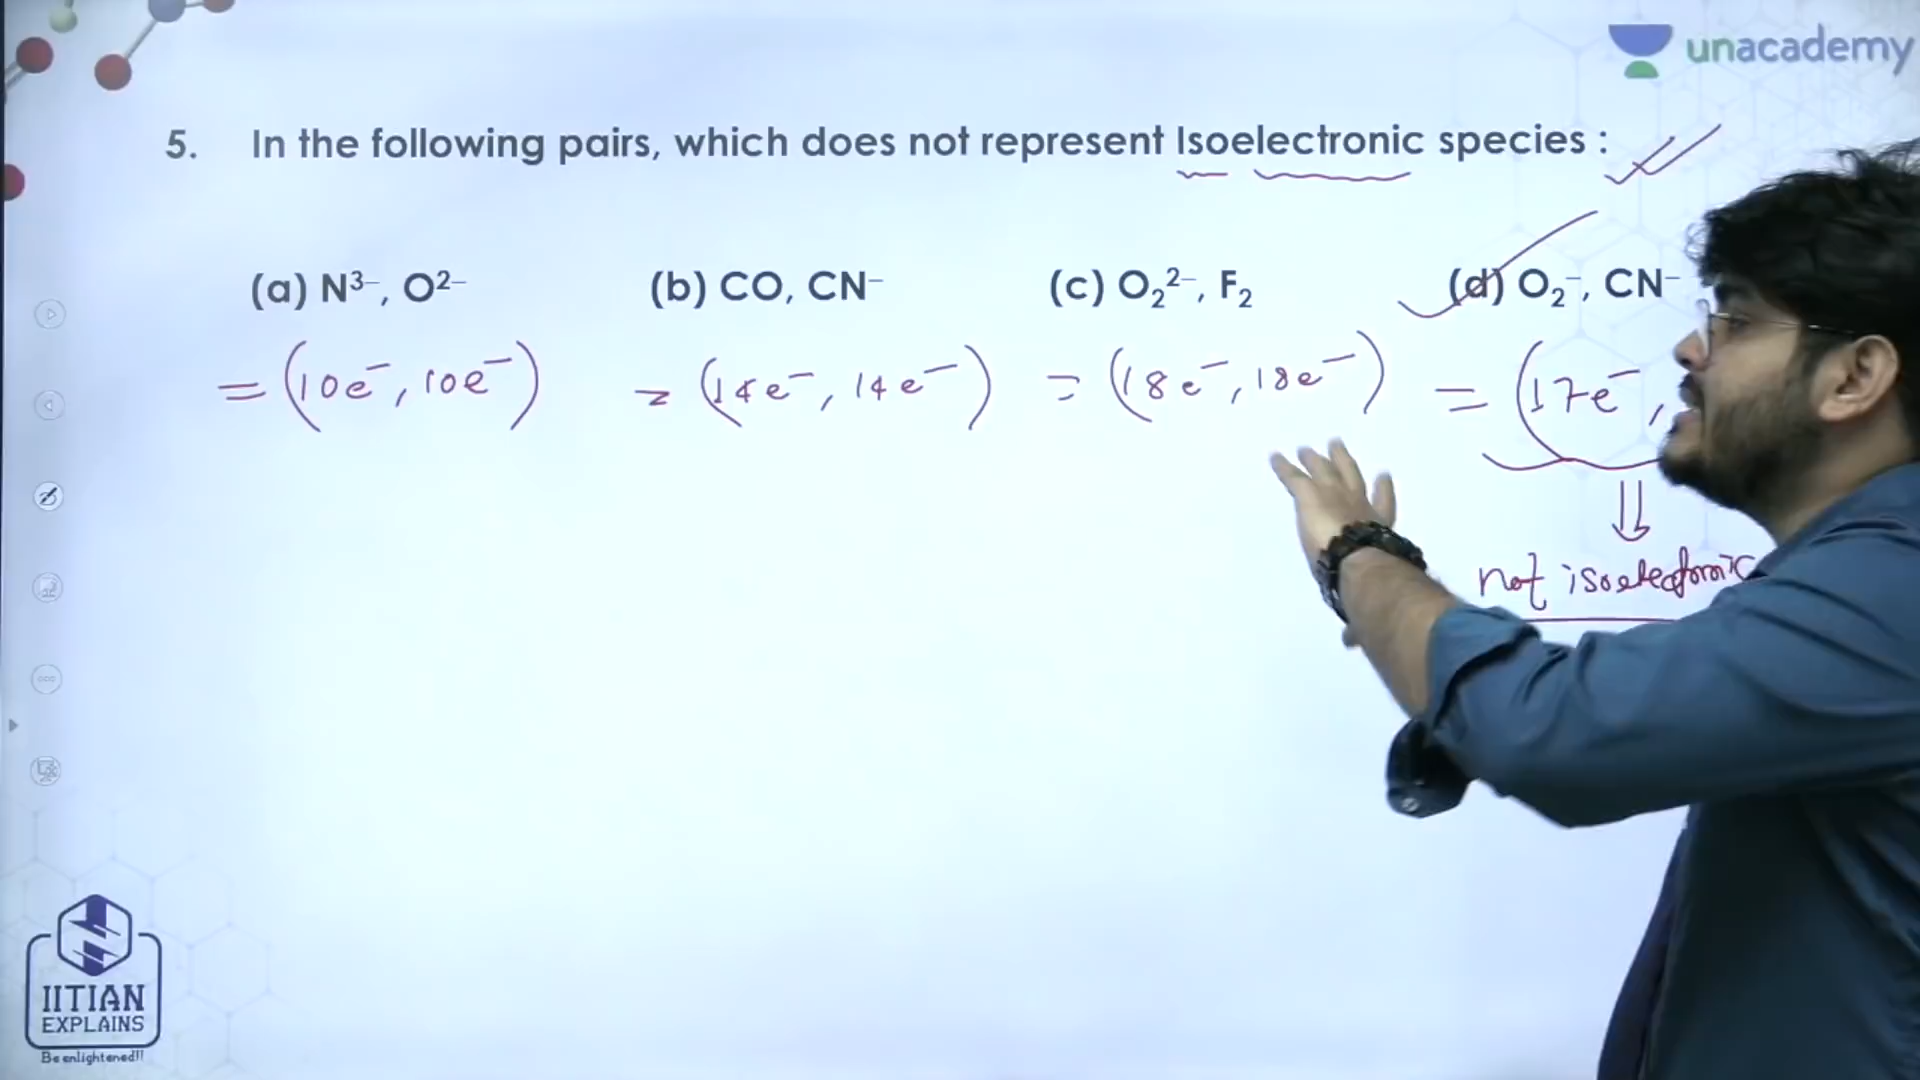 unacademy
5. In the following pairs, which does not represent Isoelectronic species :
(a) N³⁻, O²⁻ (b) CO, CN⁻ (c) O₂²⁻, F₂ (d) O₂⁻, CN⁻
= (10e⁻, 10e⁻) = (14e⁻, 14e⁻) = (18e⁻, 18e⁻) = (17e⁻,
not isoelectronic
IITIAN
EXPLAINS
Be enlightened!!